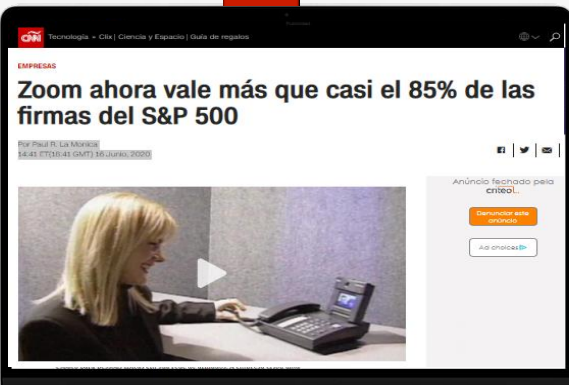 Publicidad
CNN Tecnología » Clix | Ciencia y Espacio | Guía de regalos
EMPRESAS
Zoom ahora vale más que casi el 85% de las
firmas del S&P 500
Por Paul R. La Monica
14:41 ET(18:41 GMT) 16 Junio, 2020
Anúncio fechado pela
criteo
Denunciar este
anúncio
Ad choices